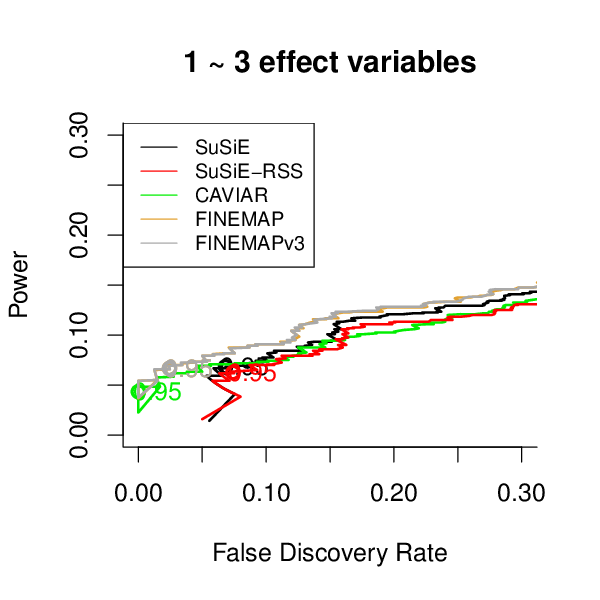 1 ~ 3 effect variables
Power
0.30
0.20
0.10
0.00
SuSiE
SuSiE−RSS
CAVIAR
FINEMAP
FINEMAPv3
0.95
0.95
0.00
0.10
0.20
0.30
False Discovery Rate